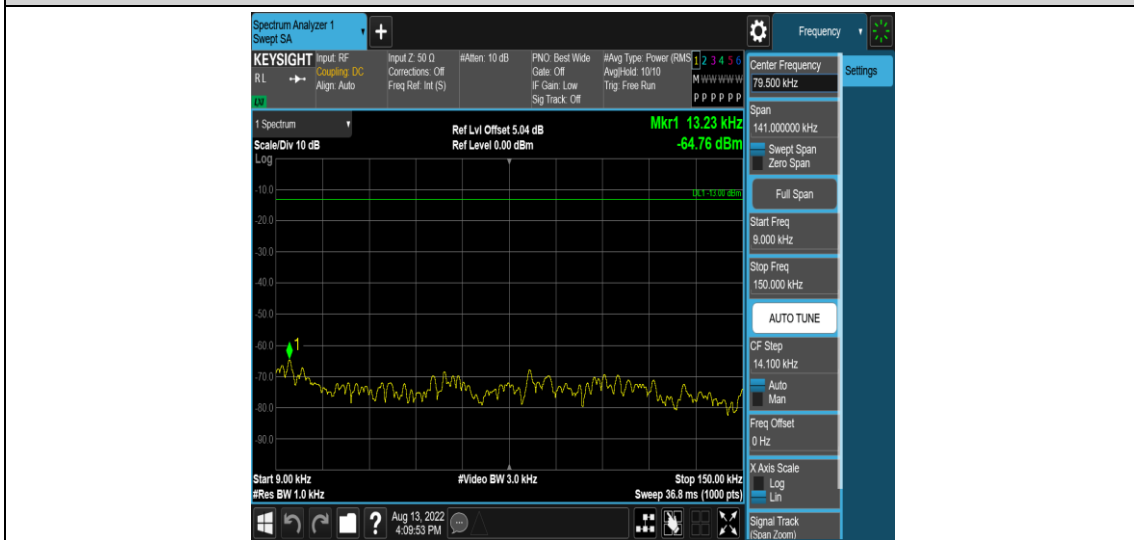 Spectrum Analyzer 1
Swept SA
Frequency
KEYSIGHT
RL
LXI
Input: RF
Coupling: DC
Align: Auto
Input Z: 50 Ω
Corrections: Off
Freq Ref: Int (S)
#Atten: 10 dB
PNO: Best Wide
Gate: Off
IF Gain: Low
Sig Track: Off
#Avg Type: Power (RMS
Avg|Hold: 10/10
Trig: Free Run
1 2 3 4 5 6
M W W W W W
P P P P P P
1 Spectrum
Scale/Div 10 dB
Log
Ref Lvl Offset 5.04 dB
Ref Level 0.00 dBm
Mkr1 13.23 kHz
-64.76 dBm
DL1 -13.00 dBm
-10.0
-20.0
-30.0
-40.0
-50.0
-60.0
-70.0
-80.0
-90.0
1
Start 9.00 kHz
#Res BW 1.0 kHz
#Video BW 3.0 kHz
Stop 150.00 kHz
Sweep 36.8 ms (1000 pts)
Aug 13, 2022
4:09:53 PM
Center Frequency
79.500 kHz
Settings
Span
141.000000 kHz
Swept Span
Zero Span
Full Span
Start Freq
9.000 kHz
Stop Freq
150.000 kHz
AUTO TUNE
CF Step
14.100 kHz
Auto
Man
Freq Offset
0 Hz
X Axis Scale
Log
Lin
Signal Track
(Span Zoom)